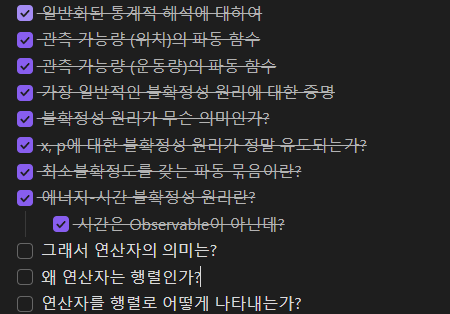 일반화된 통계적 해석에 대하여
관측 가능량 (위치)의 파동 함수
관측 가능량 (운동량)의 파동 함수
가장 일반적인 불확정성 원리에 대한 증명
불확정성 원리가 무슨 의미인가?
x, p에 대한 불확정성 원리가 정말 유도되는가?
최소불확정도를 갖는 파동 묶음이란?
에너지-시간 불확정성 원리란?
시간은 Observable이 아닌데?
그래서 연산자의 의미는?
왜 연산자는 행렬인가?
연산자를 행렬로 어떻게 나타내는가?